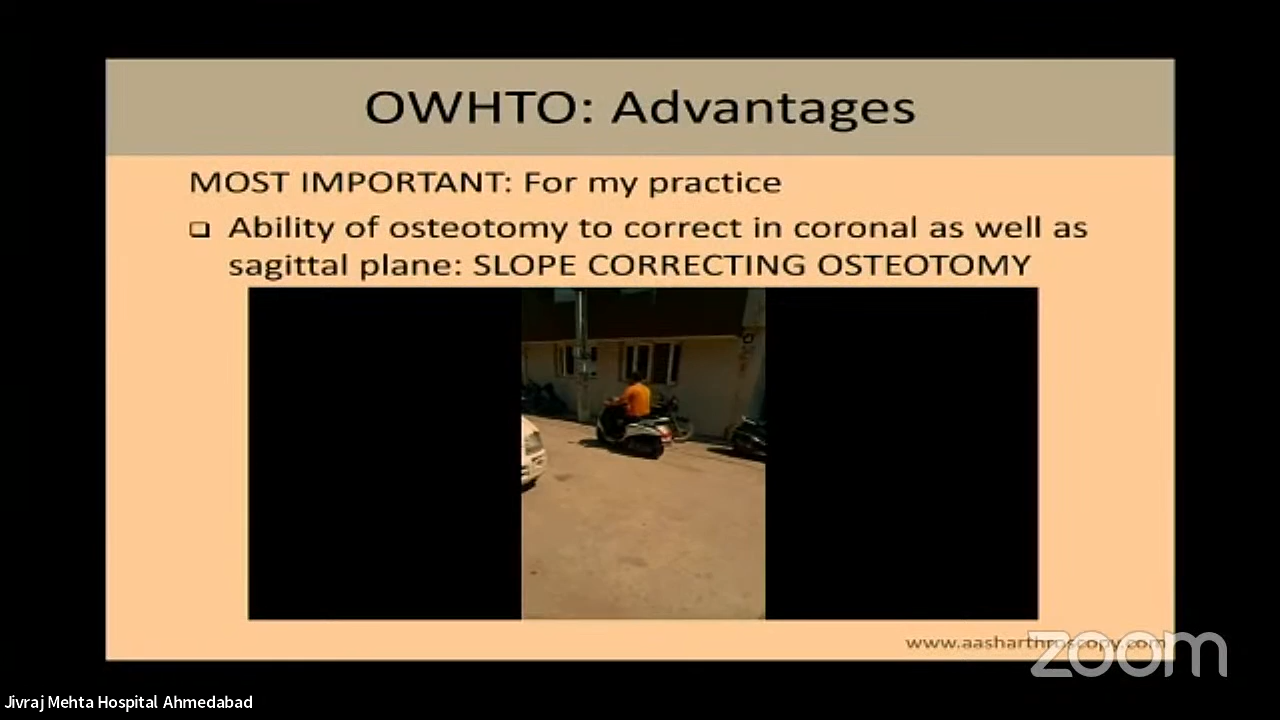 OWHTO: Advantages
MOST IMPORTANT: For my practice
❑ Ability of osteotomy to correct in coronal as well as
sagittal plane: SLOPE CORRECTING OSTEOTOMY
www.aasharthroscopy.com
zoom
Jivraj Mehta Hospital Ahmedabad